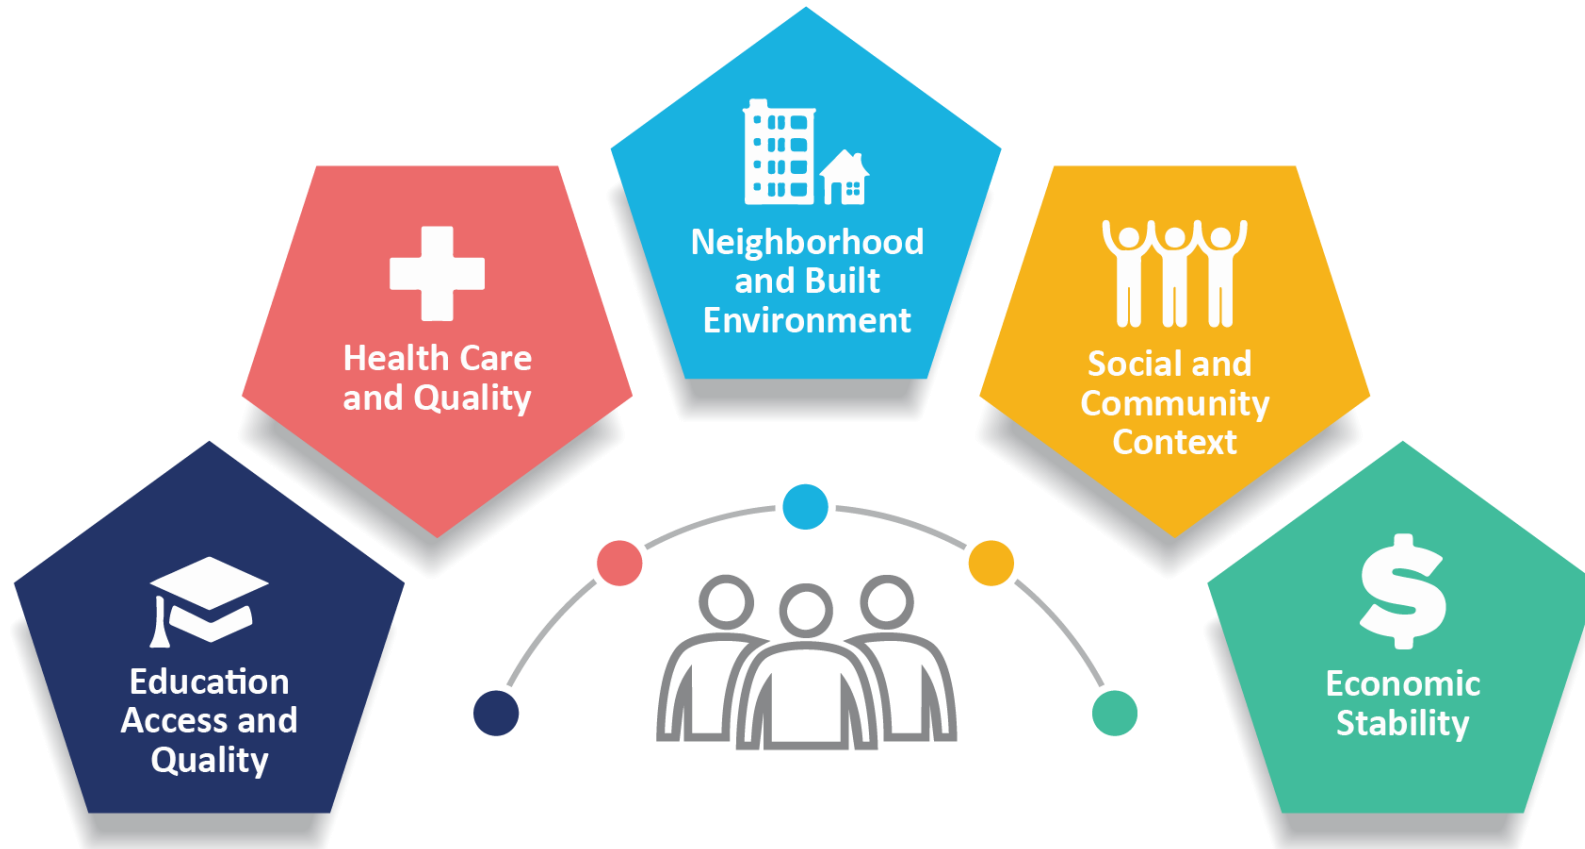 Neighborhood
and Built
Environment
Health Care
and Quality
Social and
Community
Context
Education
Access and
Quality
Economic
Stability